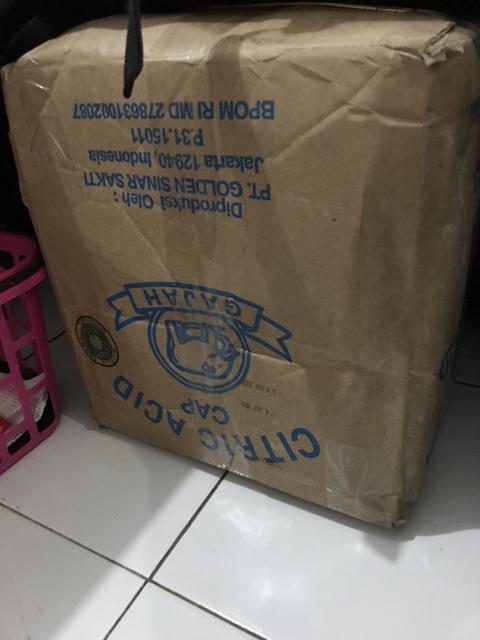 CITRIC ACID
CAP
GAJAH
Diproduksi Oleh :
PT. GOLDEN SINAR SAKTI
Jakarta 12940, Indonesia
P.31.15011
BPOM RI MD 278631002087